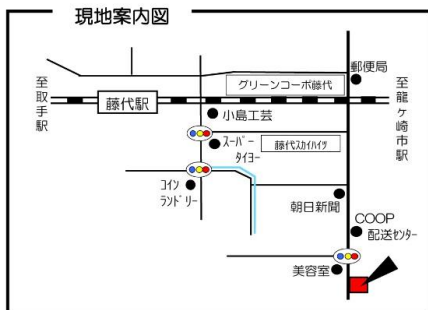 現地案内図
郵便局
グリーンコーポ藤代
至取手駅
藤代駅
至龍ヶ崎市駅
小島工芸
スーパー
タイヨー
藤代スカイハイツ
コイン
ランドリー
朝日新聞
COOP
配送センター
美容室